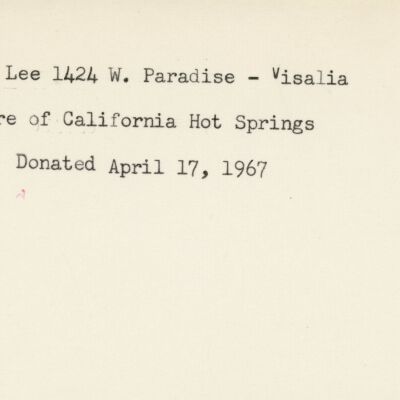 Lee 1424 W. Paradise - Visalia
re of California Hot Springs
Donated April 17, 1967